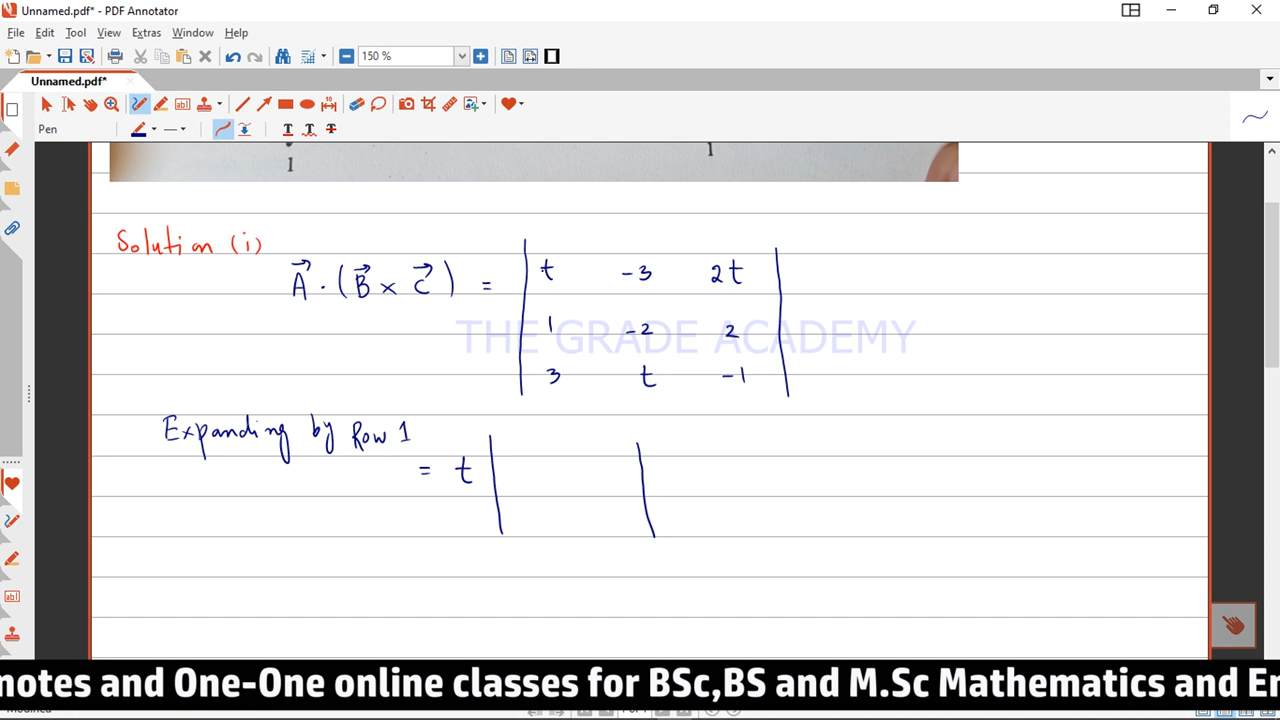 Unnamed.pdf* - PDF Annotator
File Edit Tool View Extras Window Help
150 %
Unnamed.pdf*
Pen
1 1
Solution (i)
A⃗ · (B⃗ × C⃗) = | t -3 2t |
| 1 -2 2 |
| 3 t -1 |
THE GRADE ACADEMY
Expanding by Row 1
= t | |
notes and One-One online classes for BSc,BS and M.Sc Mathematics and En